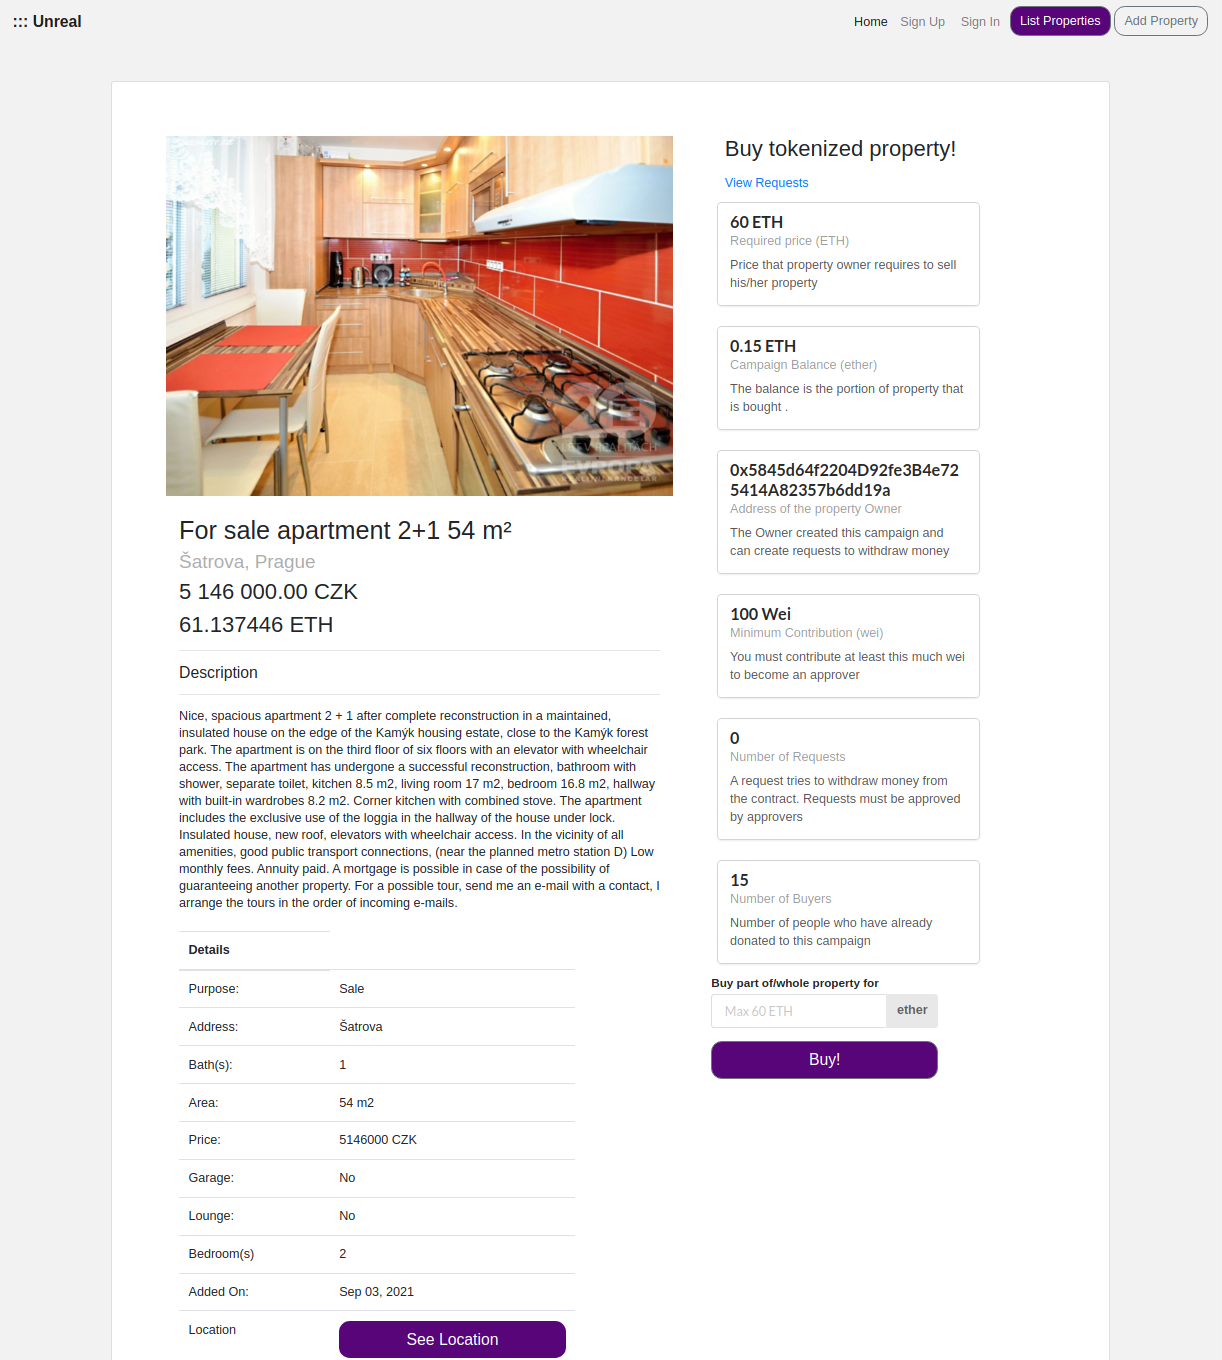 ::: Unreal
Home
Sign Up
Sign In
List Properties
Add Property
For sale apartment 2+1 54 m²
Šatrova, Prague
5 146 000.00 CZK
61.137446 ETH
Description
Nice, spacious apartment 2 + 1 after complete reconstruction in a maintained,
insulated house on the edge of the Kamýk housing estate, close to the Kamýk forest
park. The apartment is on the third floor of six floors with an elevator with wheelchair
access. The apartment has undergone a successful reconstruction, bathroom with
shower, separate toilet, kitchen 8.5 m2, living room 17 m2, bedroom 16.8 m2, hallway
with built-in wardrobes 8.2 m2. Corner kitchen with combined stove. The apartment
includes the exclusive use of the loggia in the hallway of the house under lock.
Insulated house, new roof, elevators with wheelchair access. In the vicinity of all
amenities, good public transport connections, (near the planned metro station D) Low
monthly fees. Annuity paid. A mortgage is possible in case of the possibility of
guaranteeing another property. For a possible tour, send me an e-mail with a contact, I
arrange the tours in the order of incoming e-mails.
Details
Purpose: Sale
Address: Šatrova
Bath(s): 1
Area: 54 m2
Price: 5146000 CZK
Garage: No
Lounge: No
Bedroom(s) 2
Added On: Sep 03, 2021
Location See Location
Buy tokenized property!
View Requests
60 ETH
Required price (ETH)
Price that property owner requires to sell
his/her property
0.15 ETH
Campaign Balance (ether)
The balance is the portion of property that
is bought .
0x5845d64f2204D92fe3B4e72
5414A82357b6dd19a
Address of the property Owner
The Owner created this campaign and
can create requests to withdraw money
100 Wei
Minimum Contribution (wei)
You must contribute at least this much wei
to become an approver
0
Number of Requests
A request tries to withdraw money from
the contract. Requests must be approved
by approvers
15
Number of Buyers
Number of people who have already
donated to this campaign
Buy part of/whole property for
Max 60 ETH ether
Buy!